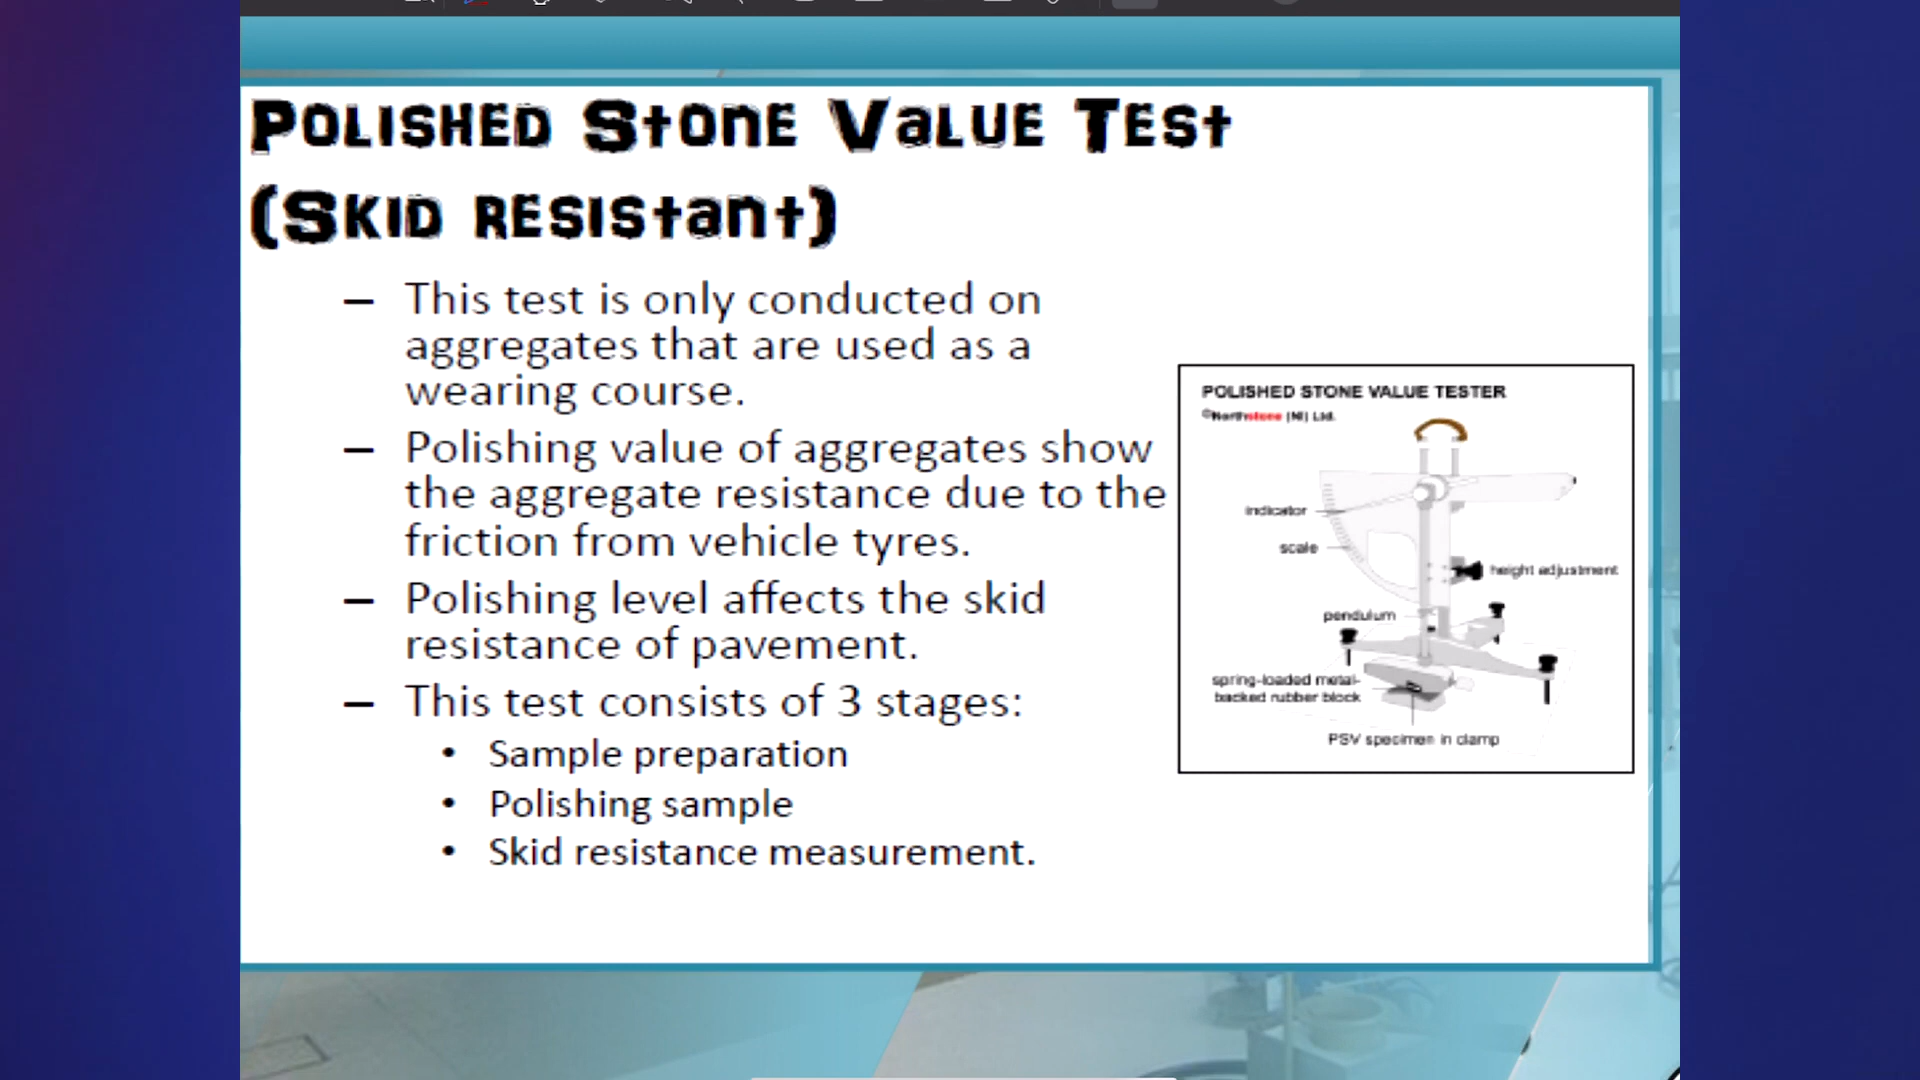 Polished Stone Value Test
(Skid resistant)
– This test is only conducted on
aggregates that are used as a
wearing course.
– Polishing value of aggregates show
the aggregate resistance due to the
friction from vehicle tyres.
– Polishing level affects the skid
resistance of pavement.
– This test consists of 3 stages:
• Sample preparation
• Polishing sample
• Skid resistance measurement.
POLISHED STONE VALUE TESTER
©Northstone (NI) Ltd.
indicator
scale
height adjustment
pendulum
spring-loaded metal-
backed rubber block
PSV specimen in clamp